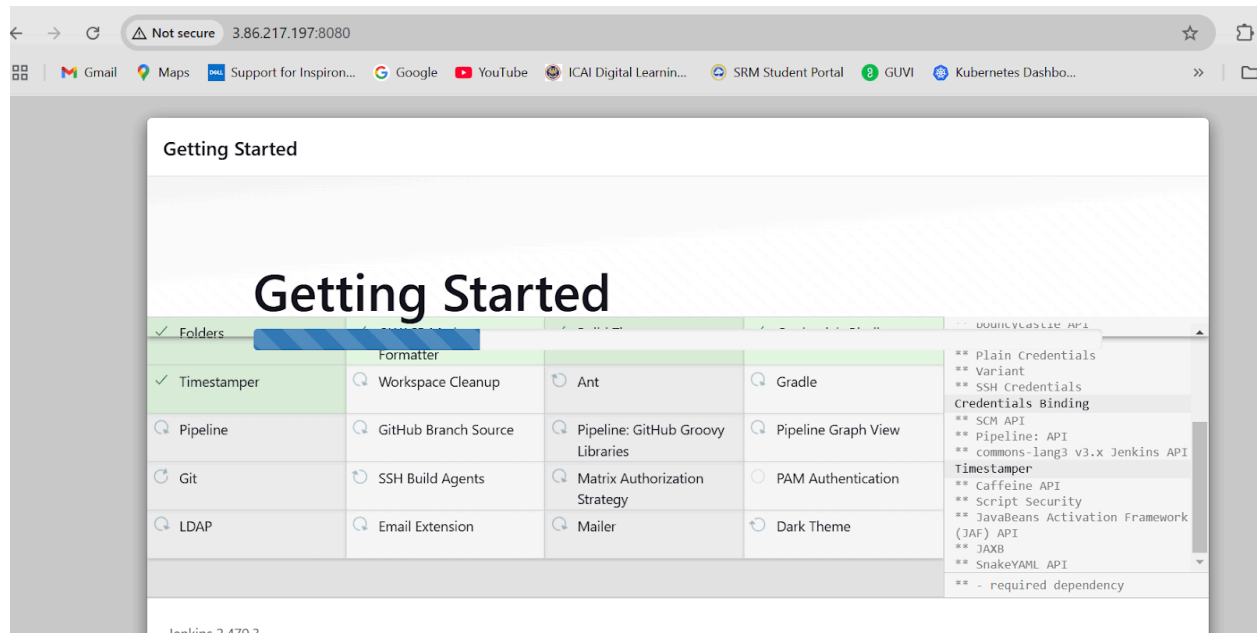 Not secure 3.86.217.197:8080
Gmail Maps Support for Inspiron... Google YouTube ICAI Digital Learnin... SRM Student Portal GUVI Kubernetes Dashbo... »
Getting Started
Getting Started
Folders
Formatter
Timestamper
Workspace Cleanup
Ant
Gradle
Pipeline
GitHub Branch Source
Pipeline: GitHub Groovy
Libraries
Pipeline Graph View
Git
SSH Build Agents
Matrix Authorization
Strategy
PAM Authentication
LDAP
Email Extension
Mailer
Dark Theme
** bouncycastle API
** Plain Credentials
** Variant
** SSH Credentials
Credentials Binding
** SCM API
** Pipeline: API
** commons-lang3 v3.x Jenkins API
Timestamper
** Caffeine API
** Script Security
** JavaBeans Activation Framework
(JAF) API
** JAXB
** SnakeYAML API
** - required dependency